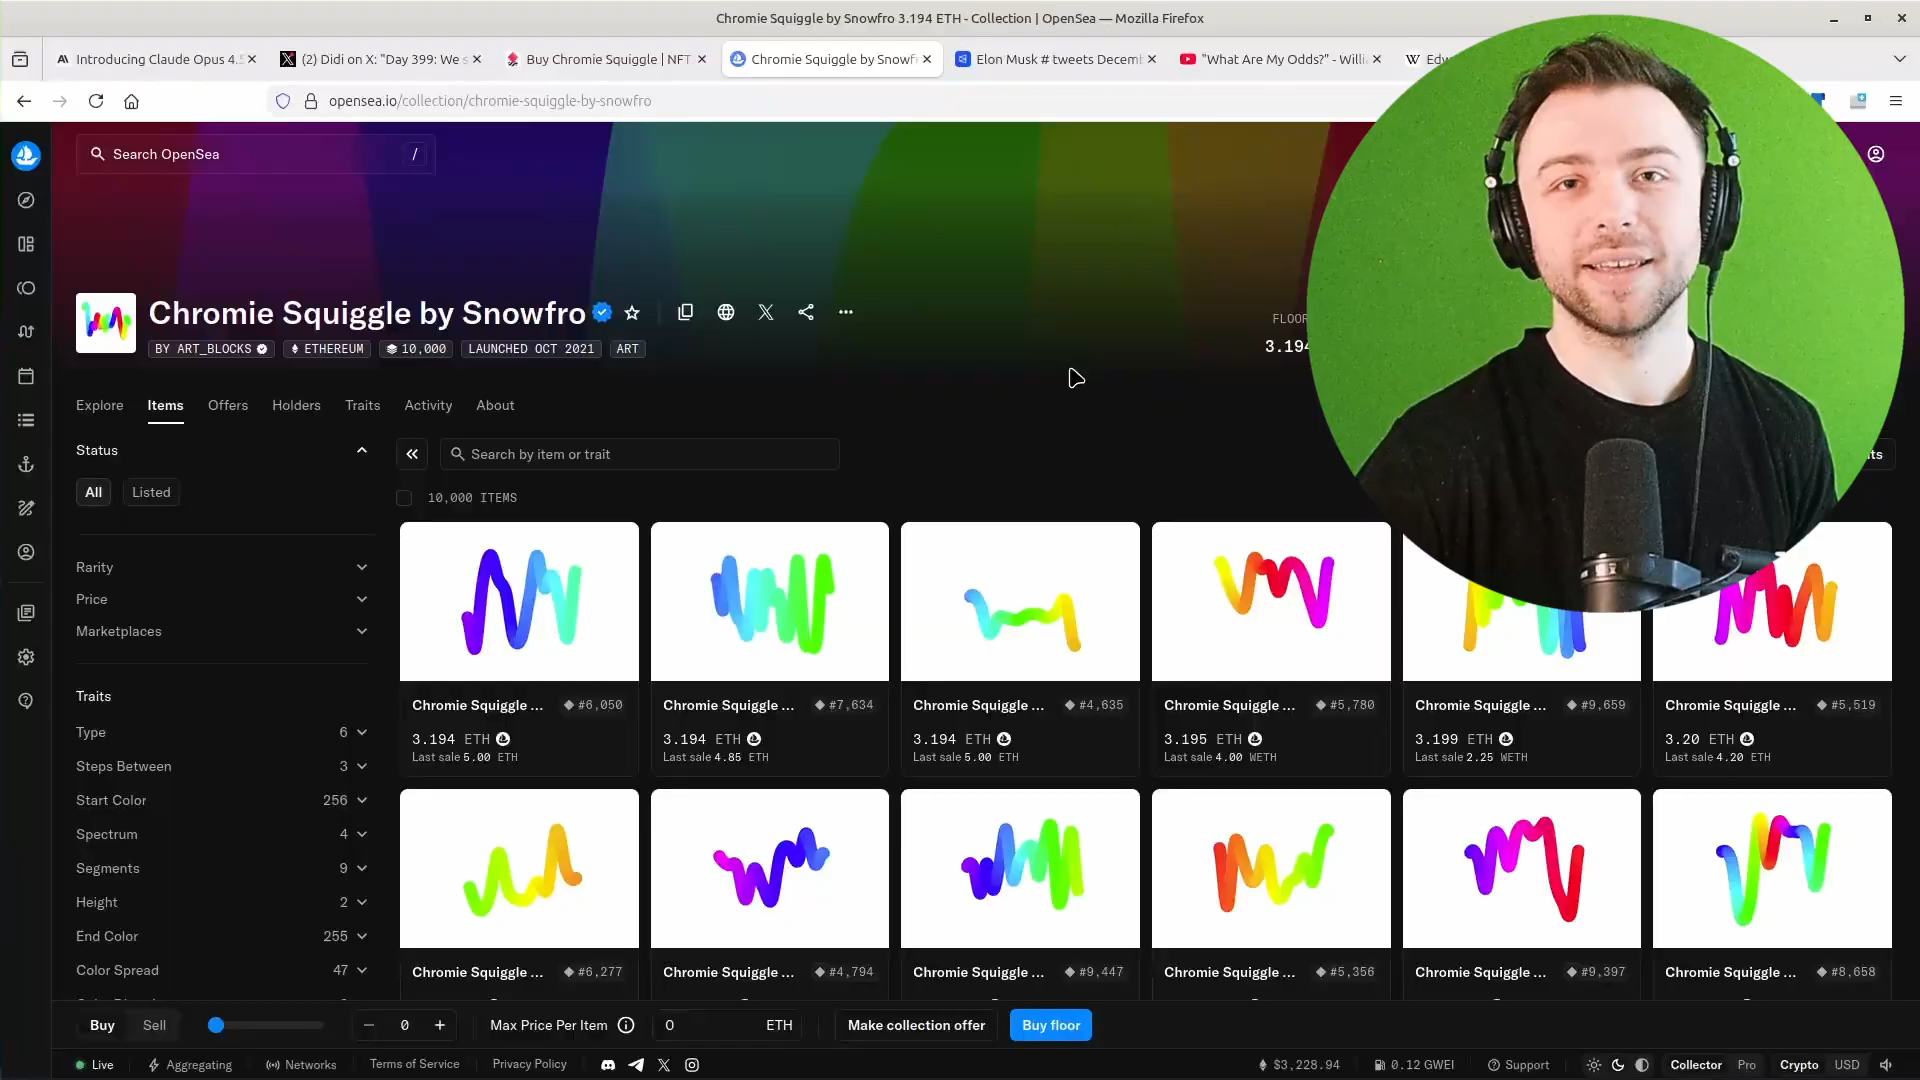 Chromie Squiggle by Snowfro 3.194 ETH - Collection | OpenSea — Mozilla Firefox
Introducing Claude Opus 4.5
(2) Didi on X: "Day 399: We s
Buy Chromie Squiggle | NFT
Chromie Squiggle by Snowfr
Elon Musk # tweets Decem
"What Are My Odds?" - Willi
Edw
opensea.io/collection/chromie-squiggle-by-snowfro
Search OpenSea /
Chromie Squiggle by Snowfro
FLOOR
3.194
BY ART_BLOCKS
ETHEREUM
10,000
LAUNCHED OCT 2021
ART
Explore Items Offers Holders Traits Activity About
Status
All Listed
Search by item or trait
10,000 ITEMS
Rarity
Price
Marketplaces
Traits
Type 6
Steps Between 3
Start Color 256
Spectrum 4
Segments 9
Height 2
End Color 255
Color Spread 47
Chromie Squiggle ... #6,050
3.194 ETH
Last sale 5.00 ETH
Chromie Squiggle ... #7,634
3.194 ETH
Last sale 4.85 ETH
Chromie Squiggle ... #4,635
3.194 ETH
Last sale 5.00 ETH
Chromie Squiggle ... #5,780
3.195 ETH
Last sale 4.00 WETH
Chromie Squiggle ... #9,659
3.199 ETH
Last sale 2.25 WETH
Chromie Squiggle ... #5,519
3.20 ETH
Last sale 4.20 ETH
Chromie Squiggle ... #6,277
Chromie Squiggle ... #4,794
Chromie Squiggle ... #9,447
Chromie Squiggle ... #5,356
Chromie Squiggle ... #9,397
Chromie Squiggle ... #8,658
Buy Sell
− 0 +
Max Price Per Item
0 ETH
Make collection offer
Buy floor
Live
Aggregating
Networks
Terms of Service
Privacy Policy
$3,228.94
0.12 GWEI
Support
Collector Pro
Crypto USD